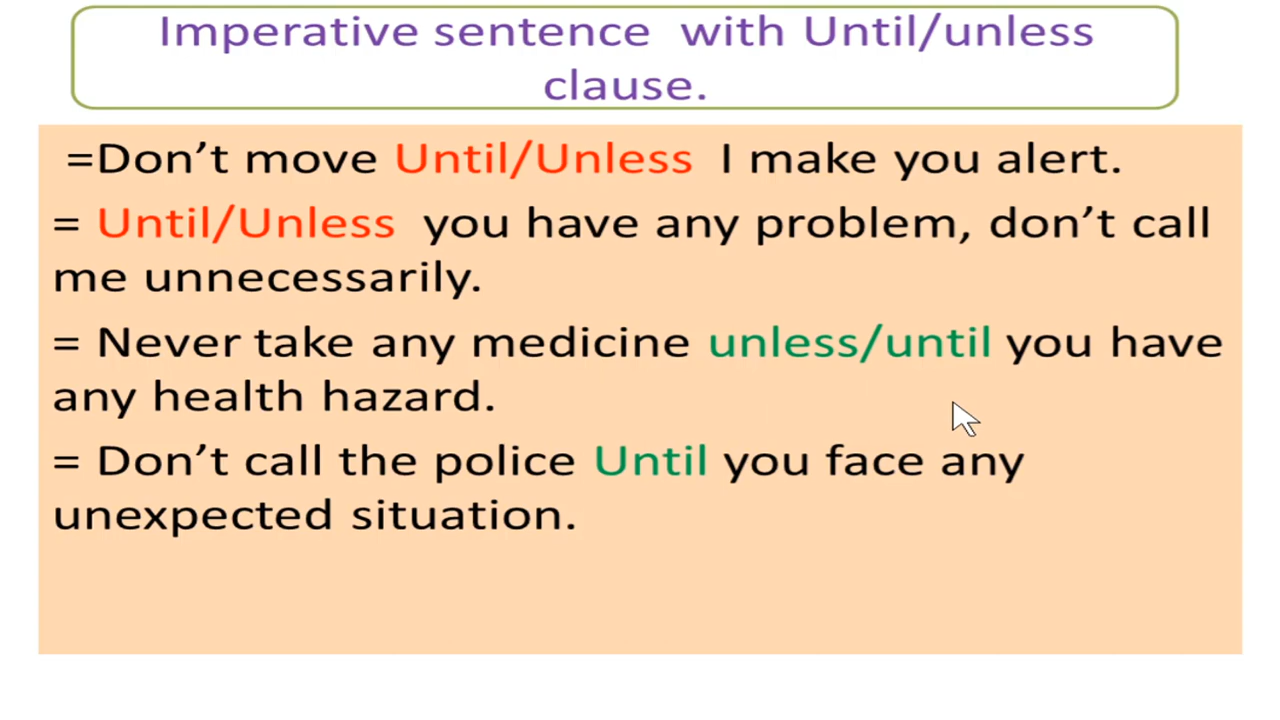 Imperative sentence with Until/unless
clause.
=Don’t move Until/Unless I make you alert.
= Until/Unless you have any problem, don’t call
me unnecessarily.
= Never take any medicine unless/until you have
any health hazard.
= Don’t call the police Until you face any
unexpected situation.